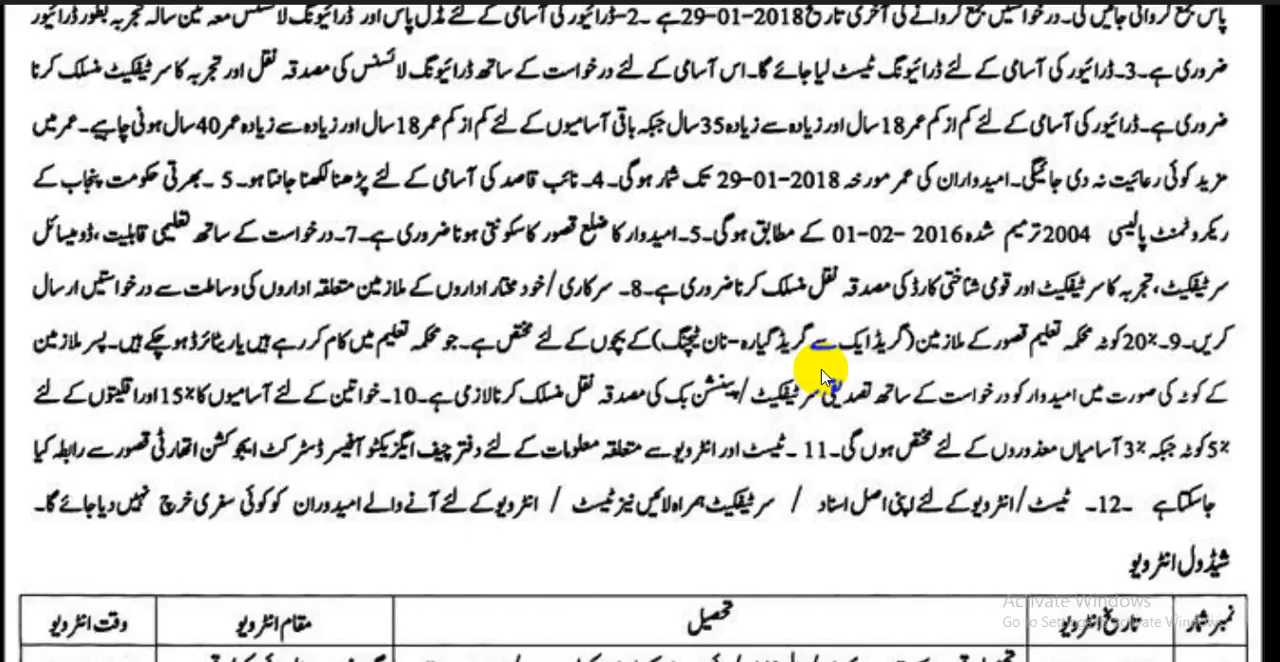 پاس جمع کروائی جائیں گی۔ درخواستیں جمع کروانے کی آخری تاریخ 29-01-2018 ہے ۔2-ڈرائیور کی آسامی کے لئے مڈل پاس اور ڈرائیونگ لائسنس معہ تین سالہ تجربہ بطور ڈرائیور
ضروری ہے۔3۔ڈرائیور کی آسامی کے لئے ڈرائیونگ ٹیسٹ لیا جائے گا۔اس آسامی کے لئے درخواست کے ساتھ ڈرائیونگ لائسنس کی مصدقہ نقل اور تجربہ کا سرٹیفکیٹ منسلک کرنا
ضروری ہے۔ڈرائیور کی آسامی کے لئے کم از کم عمر 18 سال اور زیادہ سے زیادہ 35 سال جبکہ باقی آسامیوں کے لئے کم از کم عمر 18 سال اور زیادہ سے زیادہ عمر 40 سال ہونی چاہیے۔عمر میں
مزید کوئی رعائیت نہ دی جائیگی۔امیدواران کی عمر مورخہ 29-01-2018 تک شمار ہوگی۔4۔نائب قاصد کی آسامی کے لئے پڑھنا لکھنا جانتا ہو۔5 ۔بھرتی حکومت پنجاب کے
ریکروٹمنٹ پالیسی 2004 ترمیم شدہ 2016 -02-01 کے مطابق ہوگی۔5۔امیدوار کا ضلع قصور کا سکونتی ہونا ضروری ہے۔7۔درخواست کے ساتھ تعلیمی قابلیت ،ڈومیسائل
سرٹیفکیٹ،تجربہ کا سرٹیفکیٹ اور قومی شناختی کارڈ کی مصدقہ نقل منسلک کرنا ضروری ہے۔8۔ سرکاری /خود مختار اداروں کے ملازمین متعلقہ اداروں کی وساطت سے درخواستیں ارسال
کریں۔9۔20%کوٹہ محکمہ تعلیم قصور کے ملازمین (گریڈ ایک سے گریڈ گیارہ-نان ٹیچنگ) کے بچوں کے لئے مختص ہے۔جو محکمہ تعلیم میں کام کر رہے ہیں یا ریٹائرڈ ہو چکے ہیں۔پسر ملازمین
کے کوٹہ کی صورت میں امیدوار کو درخواست کے ساتھ تصدیقی سرٹیفکیٹ /پینشن بک کی مصدقہ نقل منسلک کرنا لازمی ہے۔10۔خواتین کے لئے آسامیوں کا 15% اور اقلیتوں کے لئے
5%کوٹہ جبکہ 3% آسامیاں معذوروں کے لئے مختص ہوں گی۔11 ۔ٹیسٹ اور انٹرویو سے متعلقہ معلومات کے لئے دفتر چیف ایگزیکٹو آفیسر ڈسٹرکٹ ایجوکیشن اتھارٹی قصور سے رابطہ کیا
جا سکتا ہے ۔12۔ ٹیسٹ/انٹرویو کے لئے اپنی اصل اسناد / سرٹیفکیٹ ہمراہ لائیں نیز ٹیسٹ / انٹرویو کے لئے آنے والے امیدوران کو کوئی سفری خرچ نہیں دیا جائے گا۔
شیڈول انٹرویو
نمبر شمار تاریخ انٹرویو تحصیل مقام انٹرویو وقت انٹرویو
Activate Windows